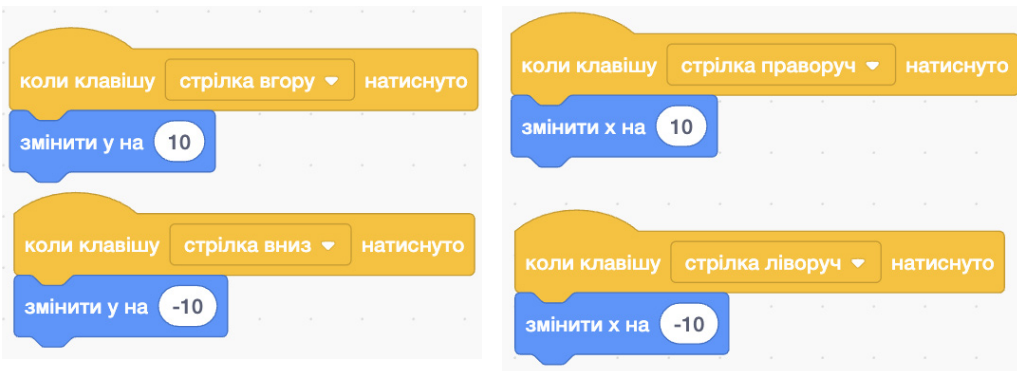 коли клавішу стрілка вгору натиснуто
змінити y на 10
коли клавішу стрілка вниз натиснуто
змінити y на -10
коли клавішу стрілка праворуч натиснуто
змінити x на 10
коли клавішу стрілка ліворуч натиснуто
змінити x на -10